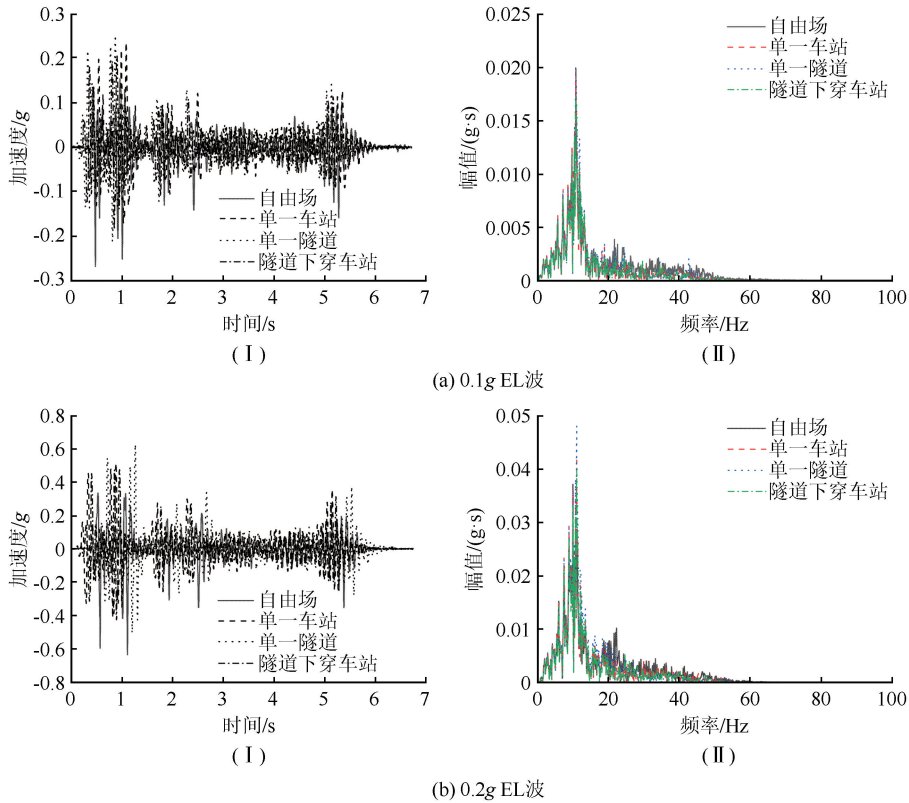 0.3
0.2
0.1
0
-0.1
-0.2
0.3
加速度/g
自由场
单一车站
单一隧道
隧道下穿车站
0 1 2 3 4 5 6 7
时间/s
(Ⅰ)
0.025
0.020
0.015
0.010
0.005
0
幅值/(g·s)
自由场
单一车站
单一隧道
隧道下穿车站
0 20 40 60 80 100
频率/Hz
(Ⅱ)
(a) 0.1g EL波
0.8
0.6
0.4
0.2
0
-0.2
-0.4
-0.6
-0.8
加速度/g
自由场
单一车站
单一隧道
隧道下穿车站
0 1 2 3 4 5 6 7
时间/s
(Ⅰ)
0.05
0.04
0.03
0.02
0.01
0
幅值/(g·s)
自由场
单一车站
单一隧道
隧道下穿车站
0 20 40 60 80 100
频率/Hz
(Ⅱ)
(b) 0.2g EL波